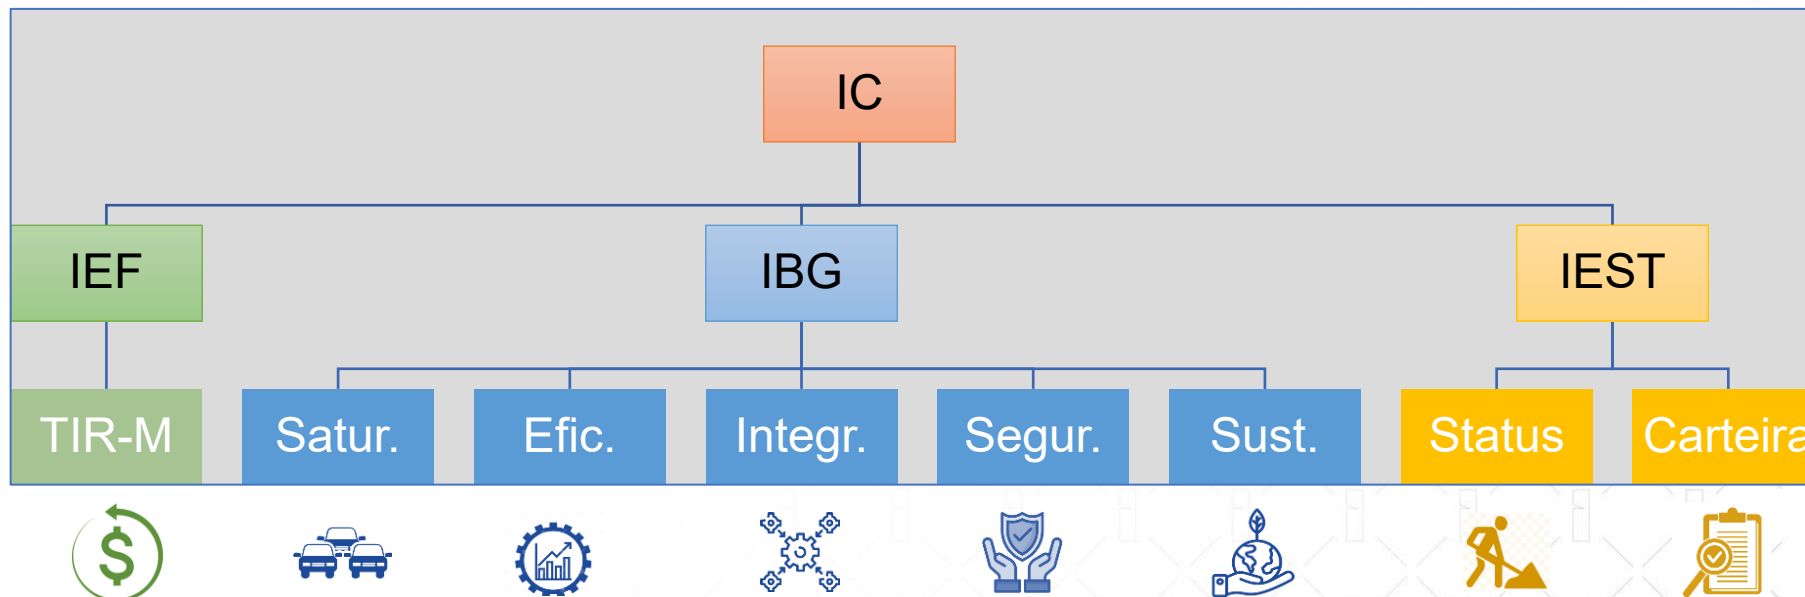 IC
IEF
IBG
IEST
TIR-M
Satur.
Efic.
Integr.
Segur.
Sust.
Status
Carteira
$